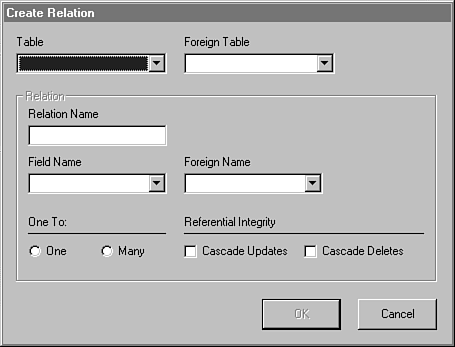 Create Relation
Table Foreign Table
Relation
Relation Name
Field Name Foreign Name
One To: Referential Integrity
One Many Cascade Updates Cascade Deletes
OK Cancel